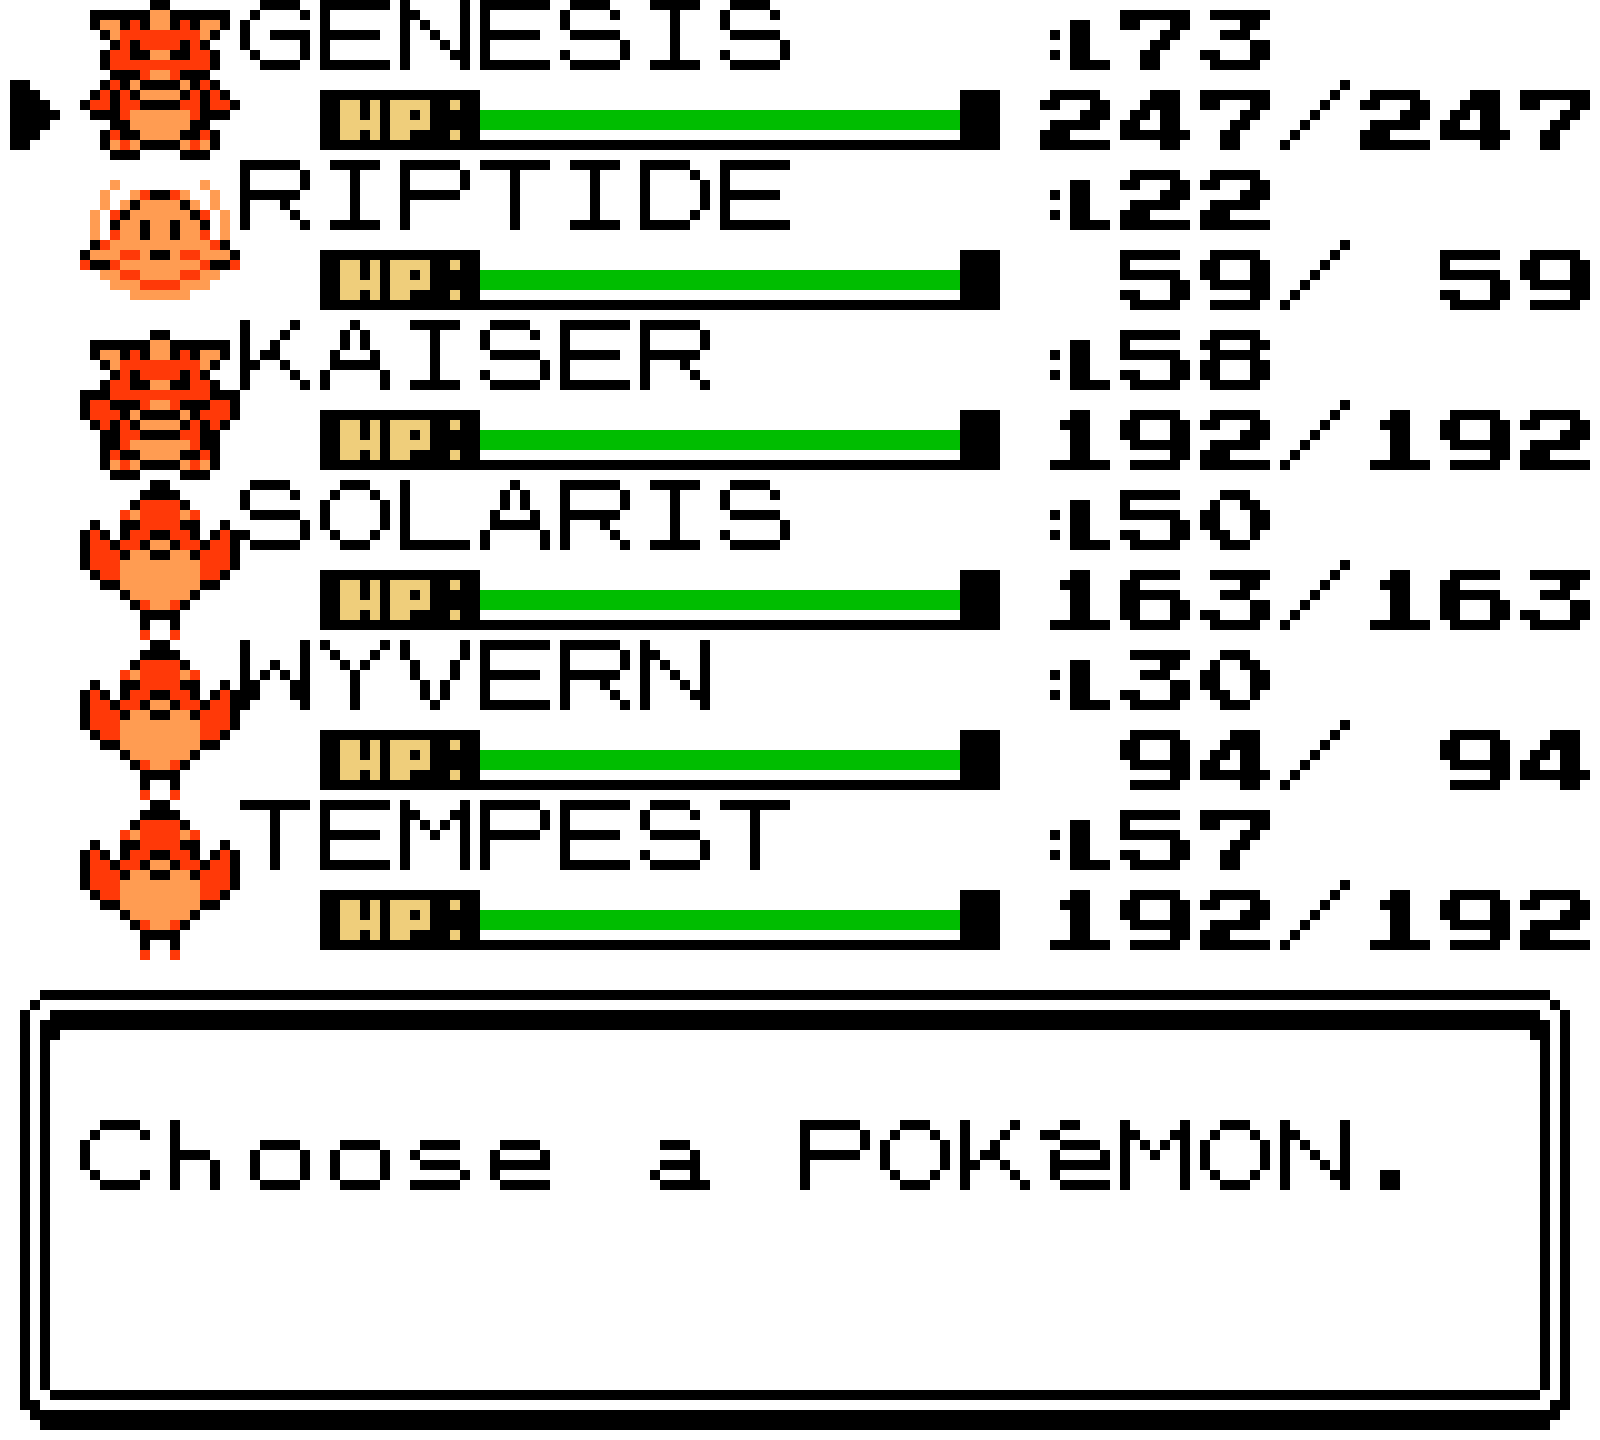 GENESIS :L73
HP: 247/247
RIPTIDE :L22
HP: 59/ 59
KAISER :L58
HP: 192/192
SOLARIS :L50
HP: 163/163
WYVERN :L30
HP: 94/ 94
TEMPEST :L57
HP: 192/192
Choose a POKéMON.